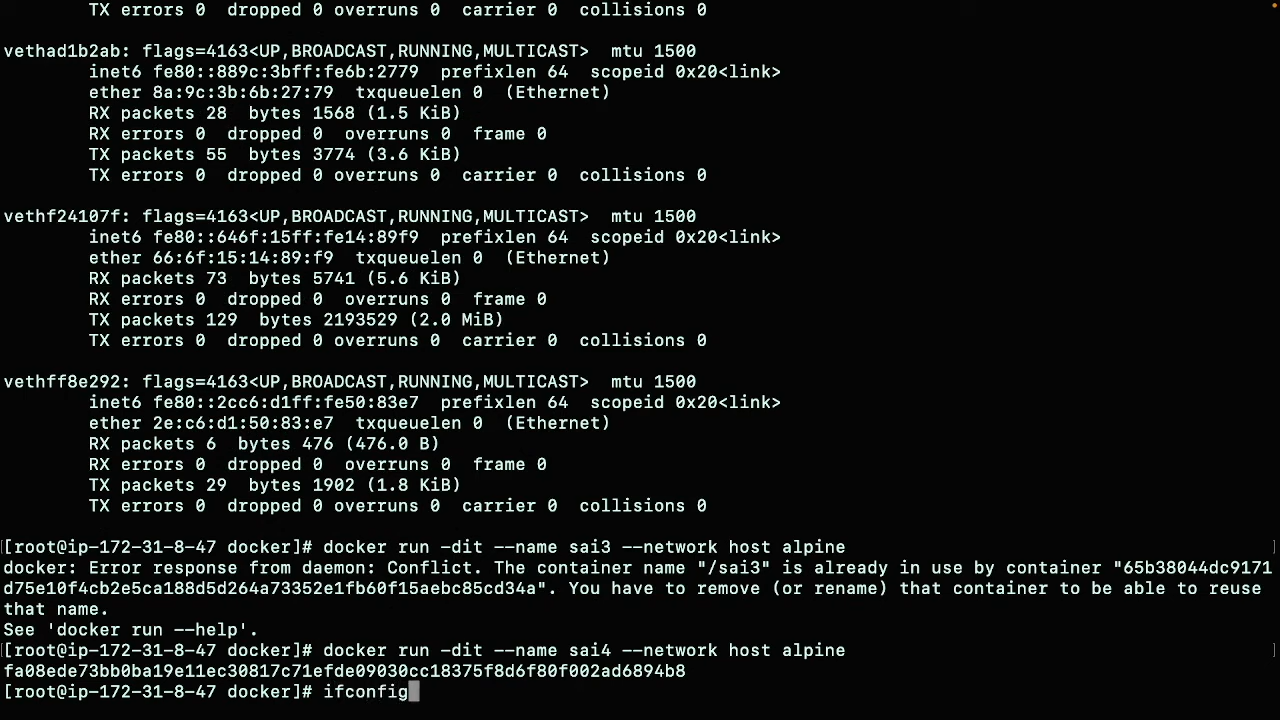 TX errors 0  dropped 0 overruns 0  carrier 0  collisions 0
vethad1b2ab: flags=4163<UP,BROADCAST,RUNNING,MULTICAST>  mtu 1500
inet6 fe80::889c:3bff:fe6b:2779  prefixlen 64  scopeid 0x20<link>
ether 8a:9c:3b:6b:27:79  txqueuelen 0  (Ethernet)
RX packets 28  bytes 1568 (1.5 KiB)
RX errors 0  dropped 0  overruns 0  frame 0
TX packets 55  bytes 3774 (3.6 KiB)
TX errors 0  dropped 0 overruns 0  carrier 0  collisions 0
vethf24107f: flags=4163<UP,BROADCAST,RUNNING,MULTICAST>  mtu 1500
inet6 fe80::646f:15ff:fe14:89f9  prefixlen 64  scopeid 0x20<link>
ether 66:6f:15:14:89:f9  txqueuelen 0  (Ethernet)
RX packets 73  bytes 5741 (5.6 KiB)
RX errors 0  dropped 0  overruns 0  frame 0
TX packets 129  bytes 2193529 (2.0 MiB)
TX errors 0  dropped 0 overruns 0  carrier 0  collisions 0
vethff8e292: flags=4163<UP,BROADCAST,RUNNING,MULTICAST>  mtu 1500
inet6 fe80::2cc6:d1ff:fe50:83e7  prefixlen 64  scopeid 0x20<link>
ether 2e:c6:d1:50:83:e7  txqueuelen 0  (Ethernet)
RX packets 6  bytes 476 (476.0 B)
RX errors 0  dropped 0  overruns 0  frame 0
TX packets 29  bytes 1902 (1.8 KiB)
TX errors 0  dropped 0 overruns 0  carrier 0  collisions 0
[root@ip-172-31-8-47 docker]# docker run -dit --name sai3 --network host alpine
docker: Error response from daemon: Conflict. The container name "/sai3" is already in use by container "65b38044dc9171
d75e10f4cb2e5ca188d5d264a73352e1fb60f15aebc85cd34a". You have to remove (or rename) that container to be able to reuse
that name.
See 'docker run --help'.
[root@ip-172-31-8-47 docker]# docker run -dit --name sai4 --network host alpine
fa08ede73bb0ba19e11ec30817c71efde09030cc18375f8d6f80f002ad6894b8
[root@ip-172-31-8-47 docker]# ifconfig